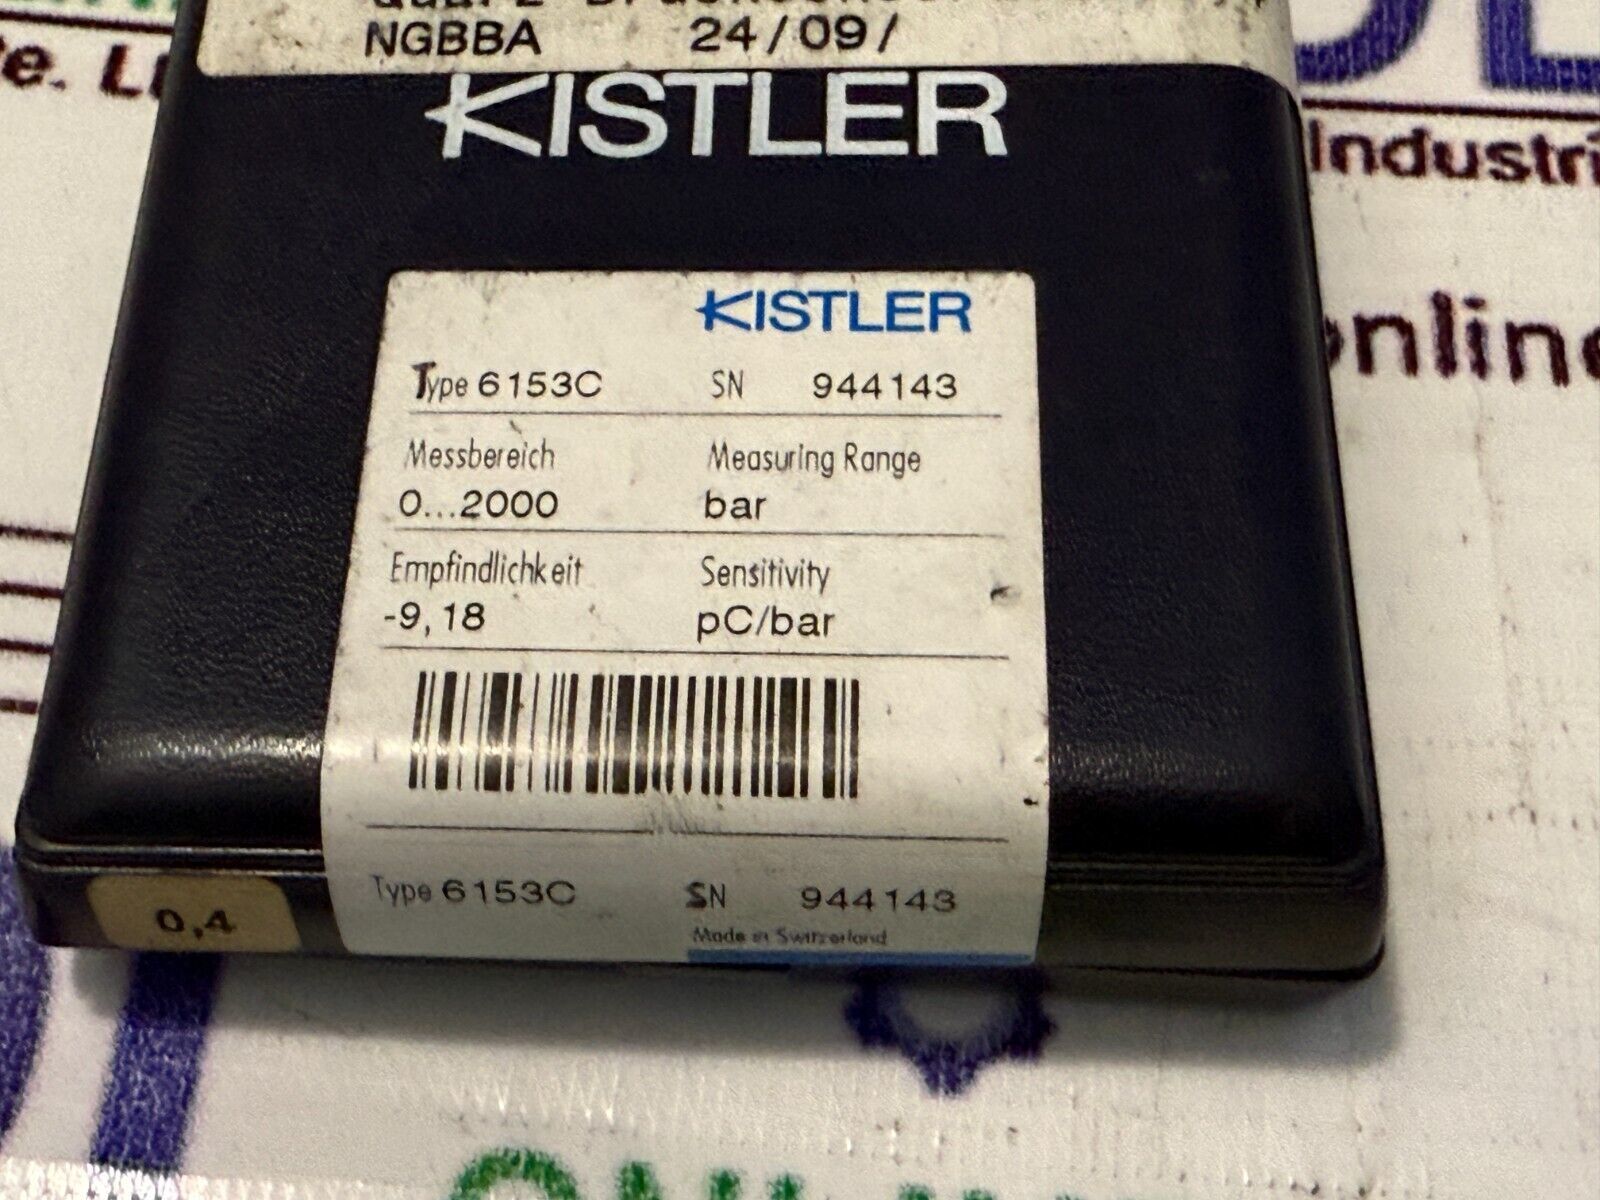 NGBBA 24/09/
KISTLER
Industri
online
KISTLER
Type 6153C SN 944143
Messbereich Measuring Range
0...2000 bar
Empfindlichkeit Sensitivity
-9,18 pC/bar
Type 6153C SN 944143
Made in Switzerland
0,4